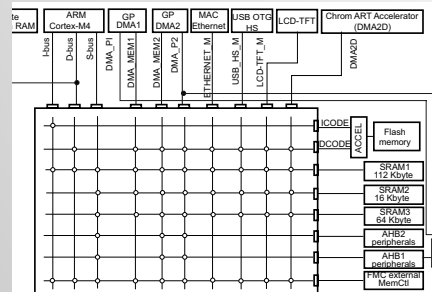 te
RAM
ARM
Cortex-M4
GP
DMA1
GP
DMA2
MAC
Ethernet
USB OTG
HS
LCD-TFT
Chrom ART Accelerator
(DMA2D)
I-bus
D-bus
S-bus
DMA_PI
DMA_MEM1
DMA_MEM2
DMA_P2
ETHERNET_M
USB_HS_M
LCD-TFT_M
DMA2D
ICODE
DCODE
ACCEL
Flash
memory
SRAM1
112 Kbyte
SRAM2
16 Kbyte
SRAM3
64 Kbyte
AHB2
peripherals
AHB1
peripherals
FMC external
MemCtl